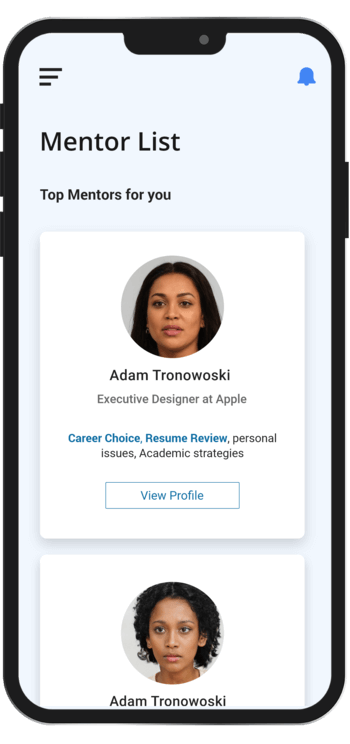 Mentor List
Top Mentors for you
Adam Tronowoski
Executive Designer at Apple
Career Choice, Resume Review, personal
issues, Academic strategies
View Profile
Adam Tronowoski